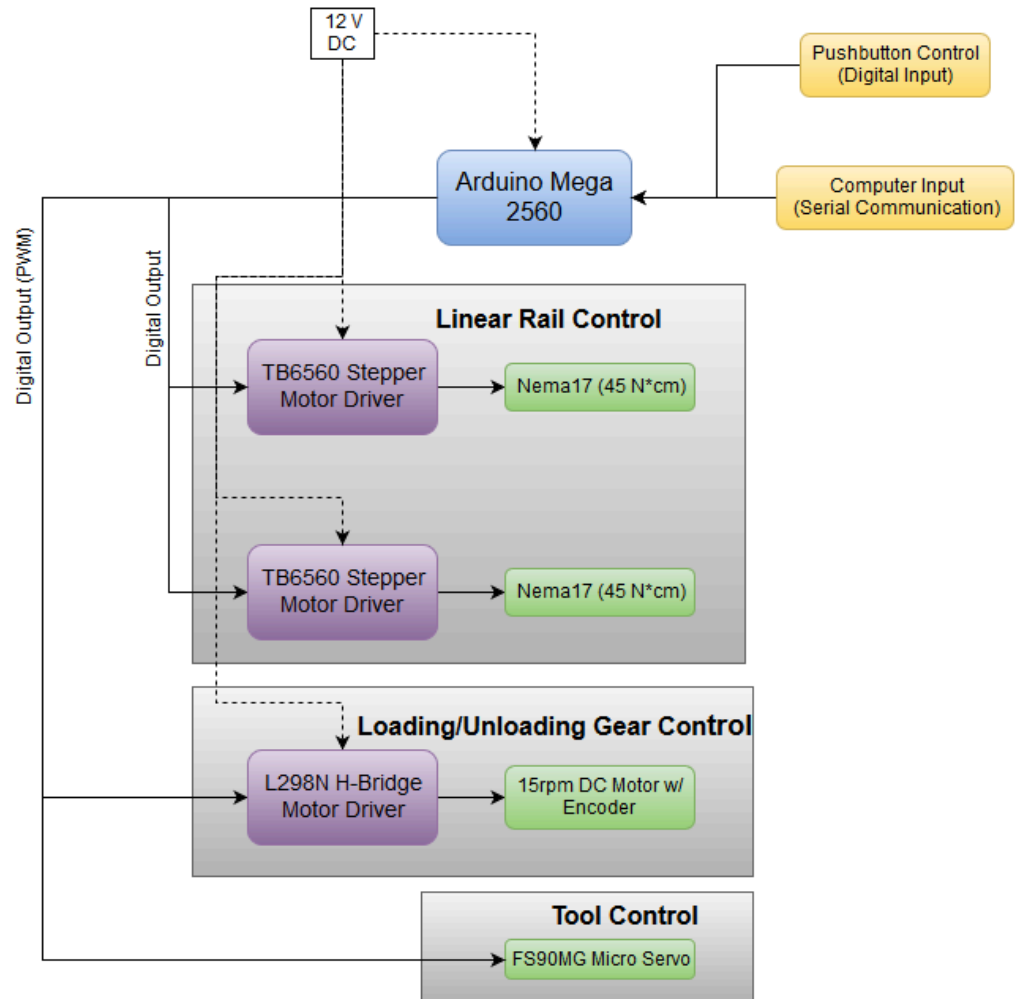 12 V
DC
Pushbutton Control
(Digital Input)
Arduino Mega
2560
Computer Input
(Serial Communication)
Digital Output (PWM)
Digital Output
Linear Rail Control
TB6560 Stepper
Motor Driver
Nema17 (45 N*cm)
TB6560 Stepper
Motor Driver
Nema17 (45 N*cm)
Loading/Unloading Gear Control
L298N H-Bridge
Motor Driver
15rpm DC Motor w/
Encoder
Tool Control
FS90MG Micro Servo